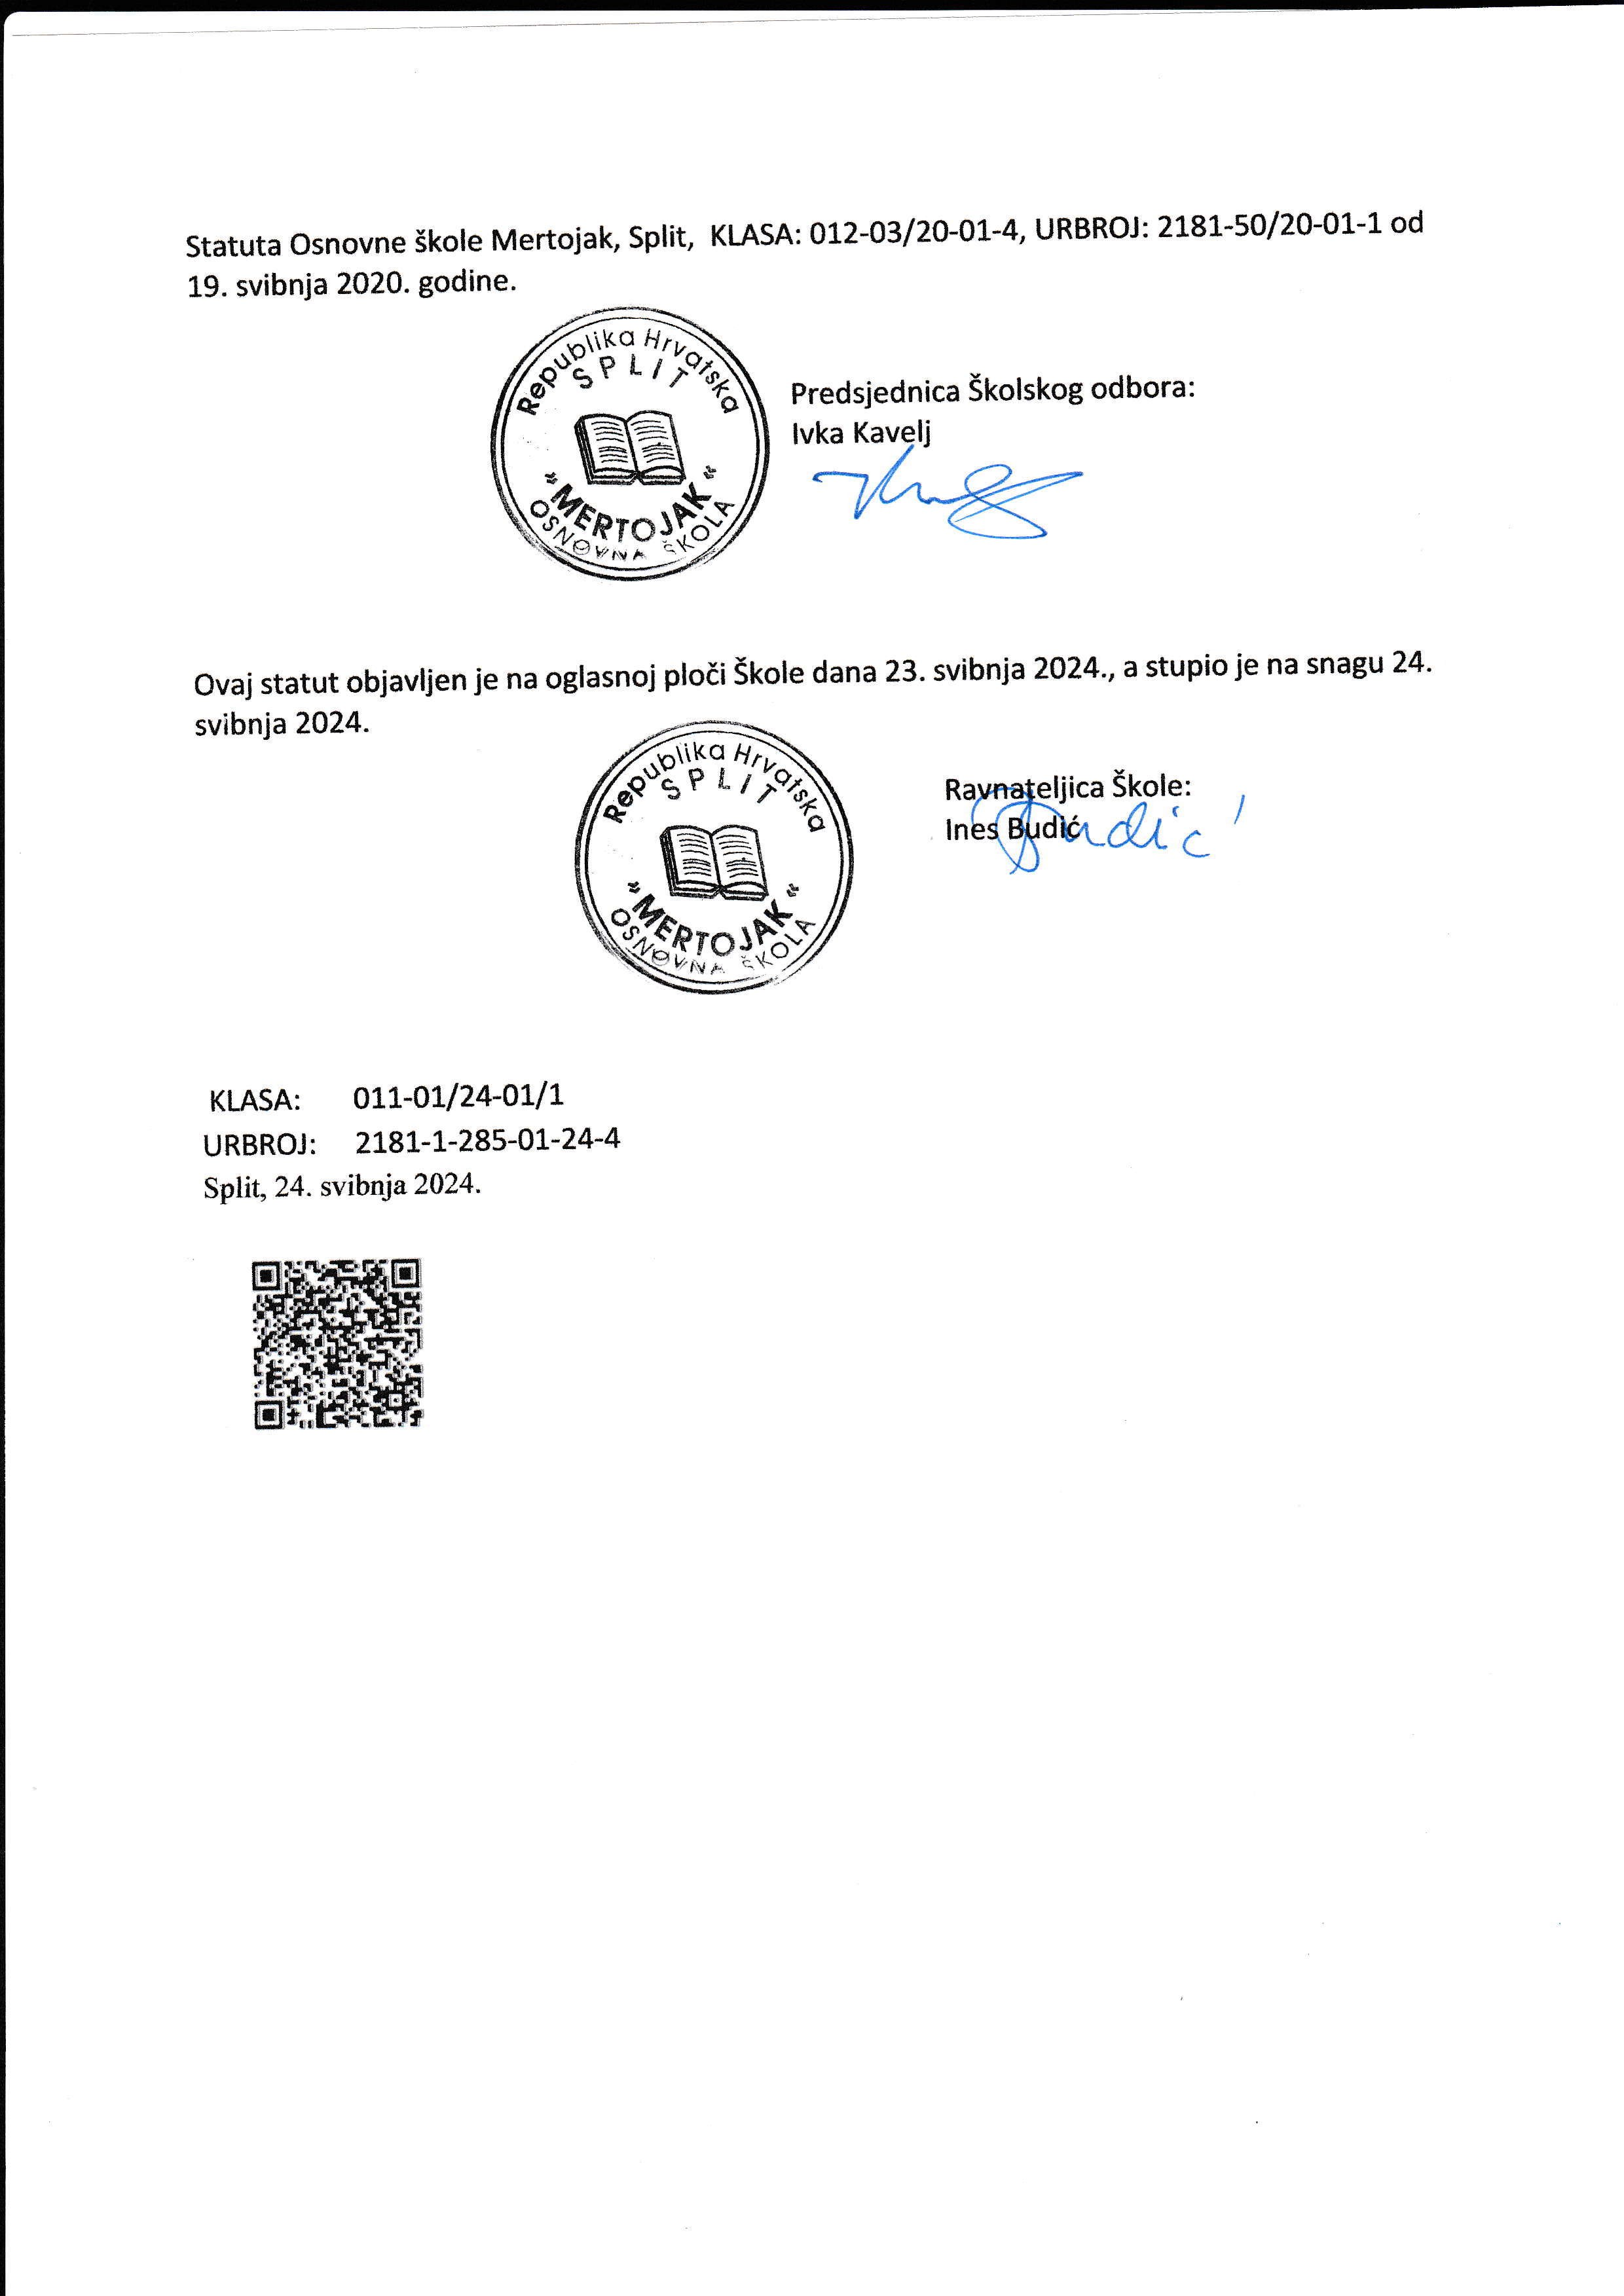 Statuta Osnovne škole Mertojak, Split, KLASA: 012-03/20-01-4, URBROJ: 2181-50/20-01-1 od
19. svibnja 2020. godine.
Republika Hrvatska
SPLIT
»MERTOJAK«
OSNOVNA ŠKOLA
Predsjednica Školskog odbora:
Ivka Kavelj
Ovaj statut objavljen je na oglasnoj ploči Škole dana 23. svibnja 2024., a stupio je na snagu 24.
svibnja 2024.
Republika Hrvatska
SPLIT
»MERTOJAK«
OSNOVNA ŠKOLA
Ravnateljica Škole:
Ines Budić
Budić
KLASA: 011-01/24-01/1
URBROJ: 2181-1-285-01-24-4
Split, 24. svibnja 2024.